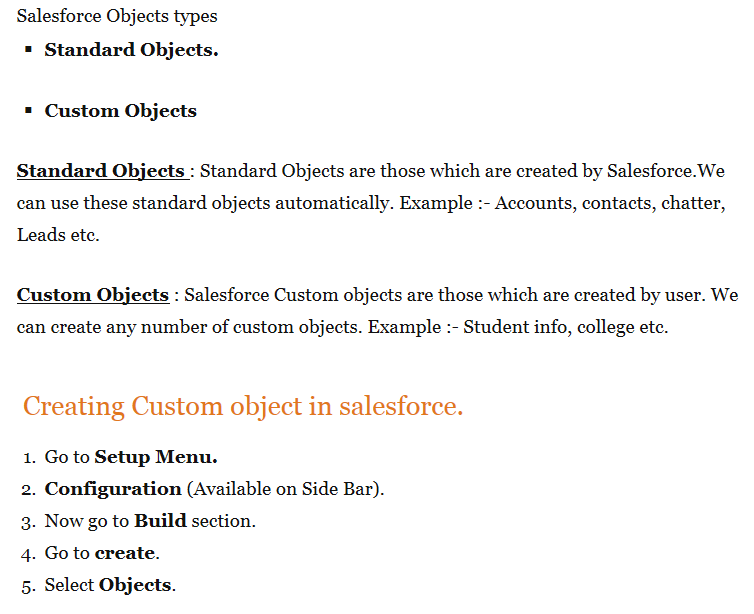 Salesforce Objects types
▪ Standard Objects.
▪ Custom Objects
Standard Objects : Standard Objects are those which are created by Salesforce.We
can use these standard objects automatically. Example :- Accounts, contacts, chatter,
Leads etc.
Custom Objects : Salesforce Custom objects are those which are created by user. We
can create any number of custom objects. Example :- Student info, college etc.
Creating Custom object in salesforce.
1. Go to Setup Menu.
2. Configuration (Available on Side Bar).
3. Now go to Build section.
4. Go to create.
5. Select Objects.